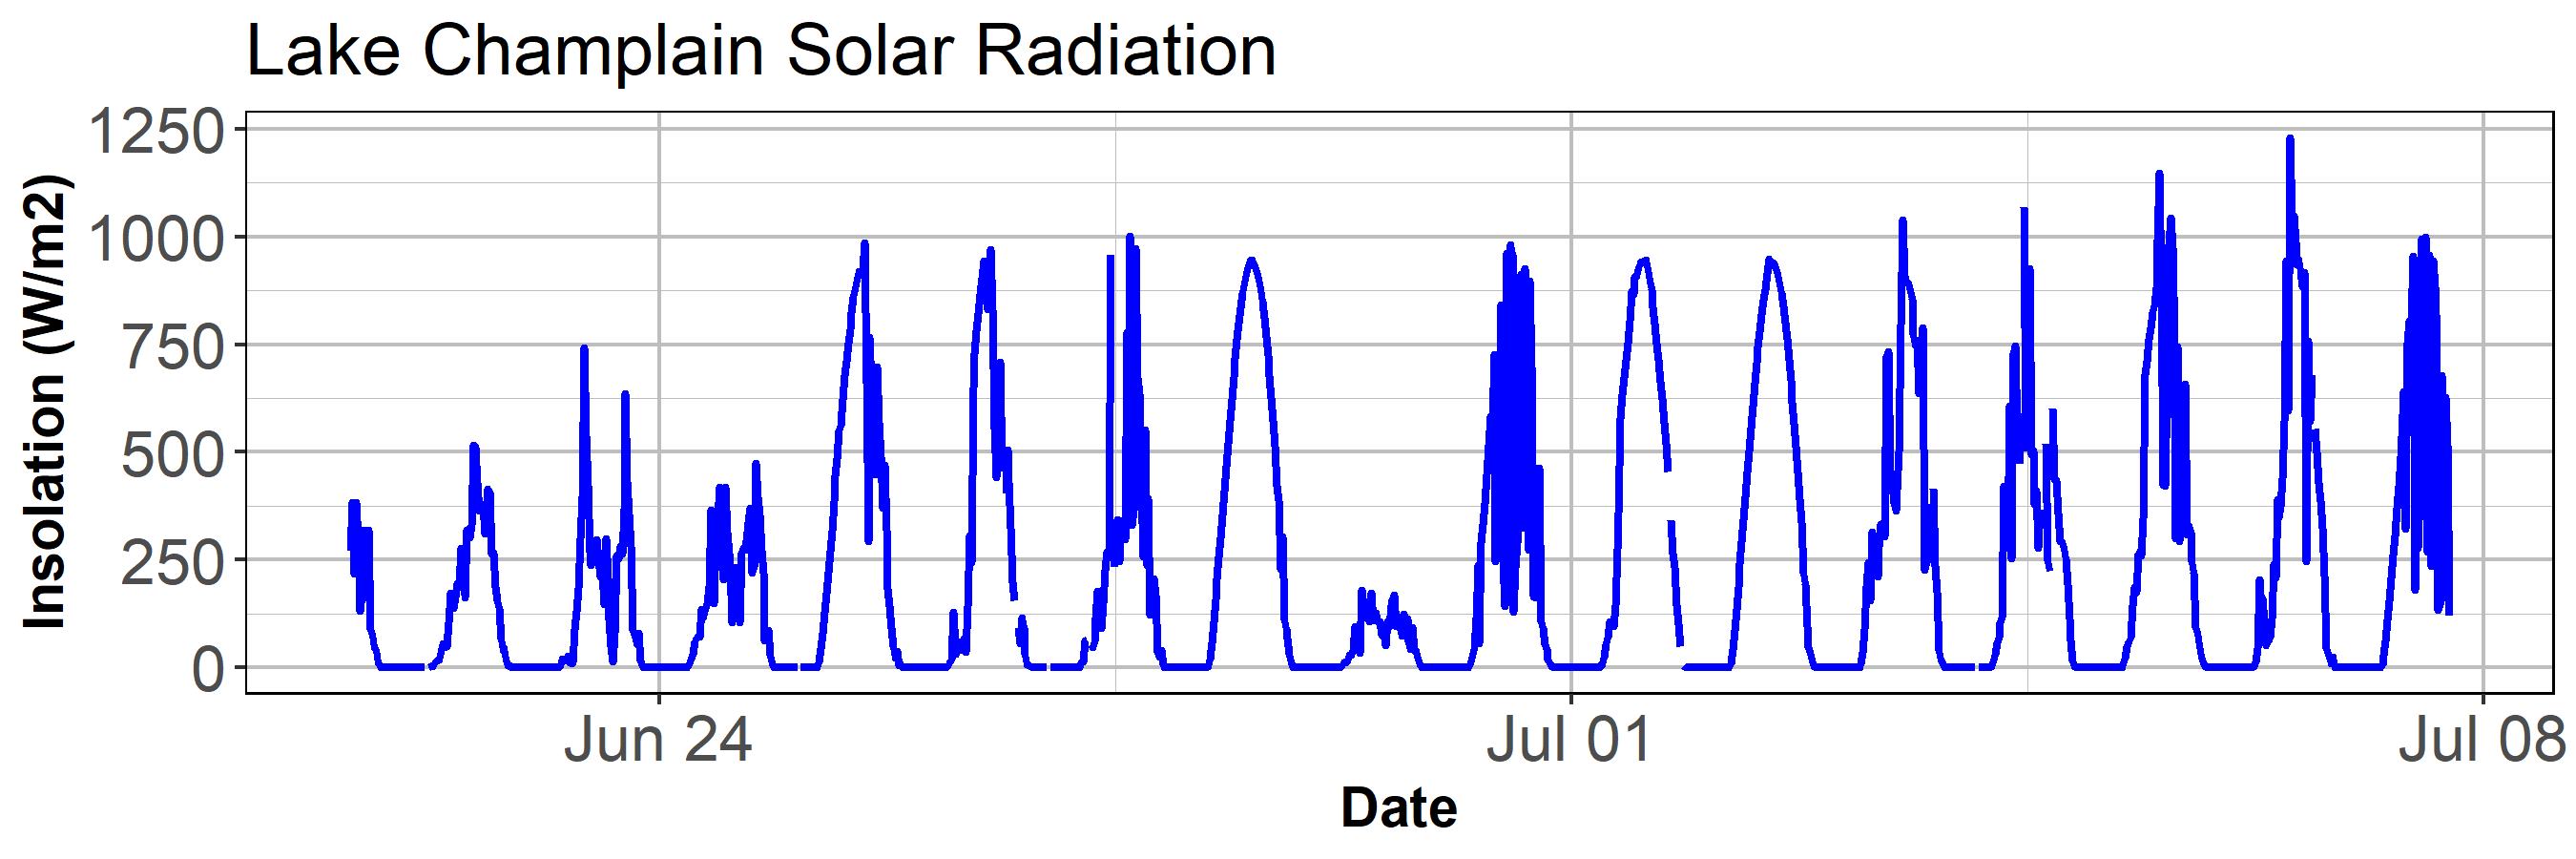 Lake Champlain Solar Radiation
1250
1000
750
500
250
0
Insolation (W/m2)
Jun 24
Jul 01
Jul 08
Date